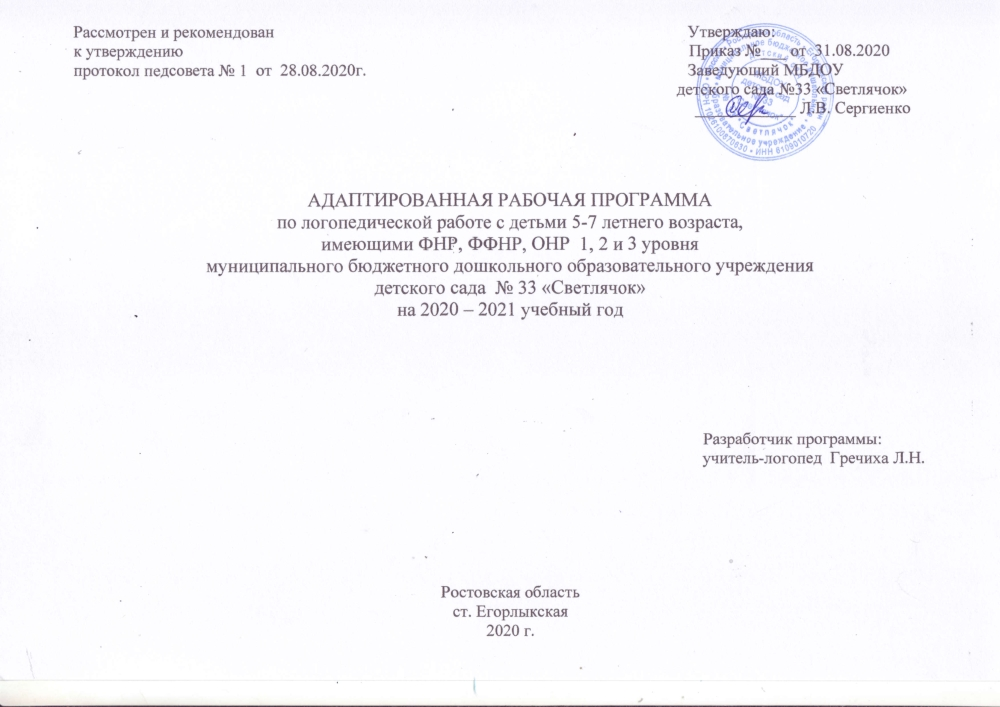 Рассмотрен и рекомендован
к утверждению
протокол педсовета № 1 от 28.08.2020г.
Утверждаю:
Приказ №___ от 31.08.2020
Заведующий МБДОУ
детского сада №33 «Светлячок»
____________ Л.В. Сергиенко
АДАПТИРОВАННАЯ РАБОЧАЯ ПРОГРАММА
по логопедической работе с детьми 5-7 летнего возраста,
имеющими ФНР, ФФНР, ОНР 1, 2 и 3 уровня
муниципального бюджетного дошкольного образовательного учреждения
детского сада № 33 «Светлячок»
на 2020 – 2021 учебный год
Разработчик программы:
учитель-логопед Гречиха Л.Н.
Ростовская область
ст. Егорлыкская
2020 г.